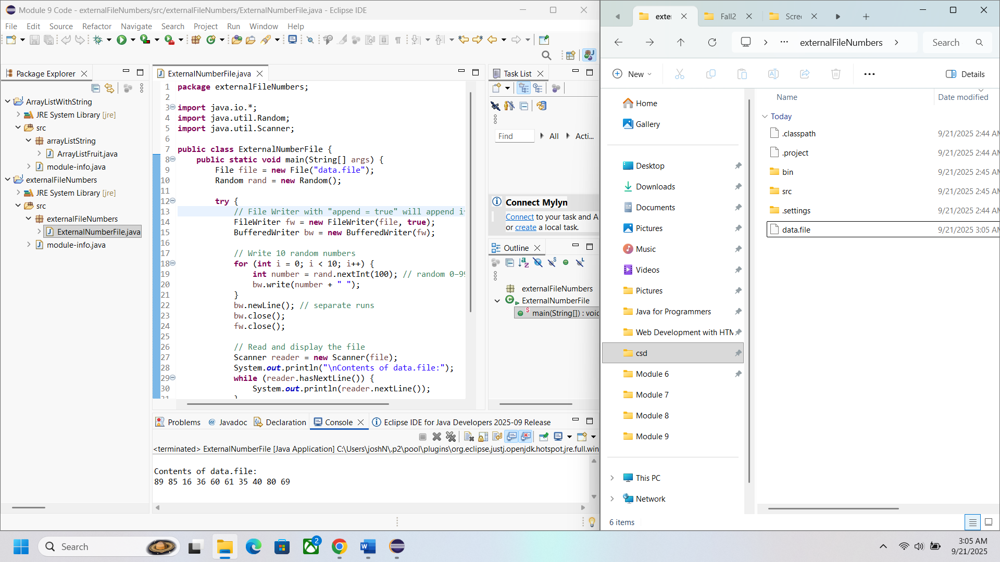 Module 9 Code - externalFileNumbers/src/externalFileNumbers/ExternalNumberFile.java - Eclipse IDE
File Edit Source Refactor Navigate Search Project Run Window Help
Package Explorer
ArrayListWithString
JRE System Library [jre]
src
arrayListString
ArrayListFruit.java
module-info.java
externalFileNumbers
JRE System Library [jre]
src
externalFileNumbers
ExternalNumberFile.java
module-info.java
ExternalNumberFile.java
1 package externalFileNumbers;
2
3 import java.io.*;
4 import java.util.Random;
5 import java.util.Scanner;
6
7 public class ExternalNumberFile {
8 public static void main(String[] args) {
9 File file = new File("data.file");
10 Random rand = new Random();
11
12 try {
13 // File Writer with "append = true" will append i
14 FileWriter fw = new FileWriter(file, true);
15 BufferedWriter bw = new BufferedWriter(fw);
16
17 // Write 10 random numbers
18 for (int i = 0; i < 10; i++) {
19 int number = rand.nextInt(100); // random 0-99
20 bw.write(number + " ");
21 }
22 bw.newLine(); // separate runs
23 bw.close();
24 fw.close();
25
26 // Read and display the file
27 Scanner reader = new Scanner(file);
28 System.out.println("\nContents of data.file:");
29 while (reader.hasNextLine()) {
30 System.out.println(reader.nextLine());
31 }
Task List
Find All Acti...
Connect Mylyn
Connect to your task and A
or create a local task.
Outline
externalFileNumbers
ExternalNumberFile
main(String[]) : void
Problems @ Javadoc Declaration Console Eclipse IDE for Java Developers 2025-09 Release
<terminated> ExternalNumberFile [Java Application] C:\Users\joshN\.p2\pool\plugins\org.eclipse.justj.openjdk.hotspot.jre.full.win
Contents of data.file:
89 85 16 36 60 61 35 40 80 69
exte Fall2 Scree
externalFileNumbers Search
New Details
Home
Gallery
Desktop
Downloads
Documents
Pictures
Music
Videos
Pictures
Java for Programmers
Web Development with HTM
csd
Module 6
Module 7
Module 8
Module 9
This PC
Network
Name Date modified
Today
.classpath 9/21/2025 2:44 AM
.project 9/21/2025 2:44 AM
bin 9/21/2025 2:45 AM
src 9/21/2025 2:45 AM
.settings 9/21/2025 2:44 AM
data.file 9/21/2025 3:05 AM
6 items
Search
2
3:05 AM
9/21/2025